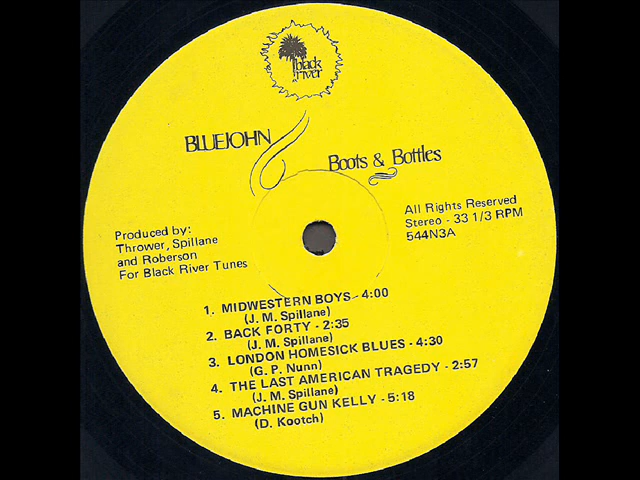 black
river
BLUEJOHN
Boots & Bottles
All Rights Reserved
Stereo - 33 1/3 RPM
544N3A
Produced by:
Thrower, Spillane
and Roberson
For Black River Tunes
1. MIDWESTERN BOYS - 4:00
(J. M. Spillane)
2. BACK FORTY - 2:35
(J. M. Spillane)
3. LONDON HOMESICK BLUES - 4:30
(G. P. Nunn)
4. THE LAST AMERICAN TRAGEDY - 2:57
(J. M. Spillane)
5. MACHINE GUN KELLY - 5:18
(D. Kootch)